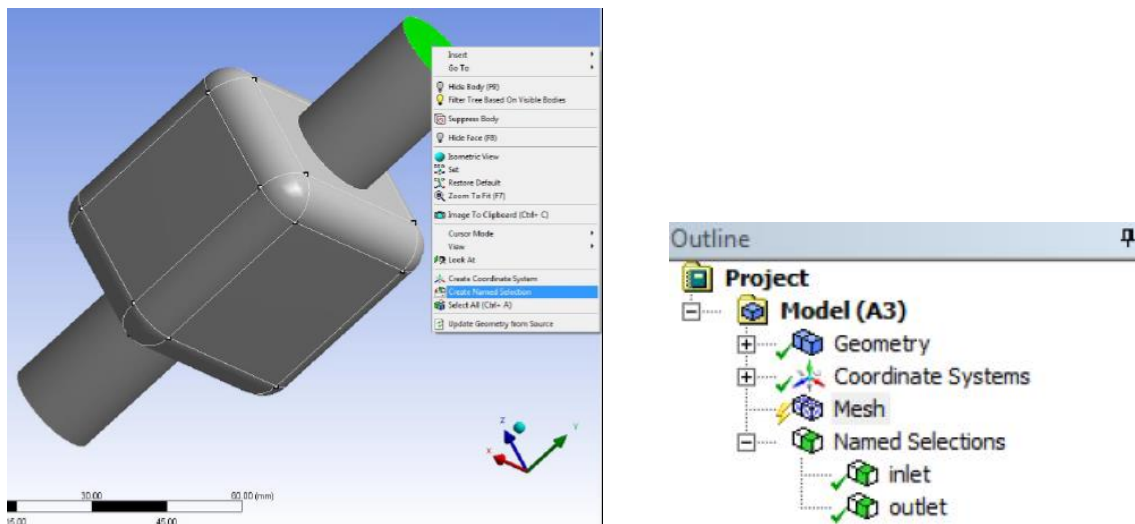 Insert
Go To
Hide Body (F9)
Filter Tree Based On Visible Bodies
Suppress Body
Hide Face (F8)
Isometric View
Set
Restore Default
Zoom To Fit (F7)
Image To Clipboard (Ctrl+ C)
Cursor Mode
View
Look At
Create Coordinate System
Create Named Selection
Select All (Ctrl+ A)
Update Geometry from Source
Z
Y
X
30.00
60.00 (mm)
15.00
45.00
Outline
Project
Model (A3)
Geometry
Coordinate Systems
Mesh
Named Selections
inlet
outlet